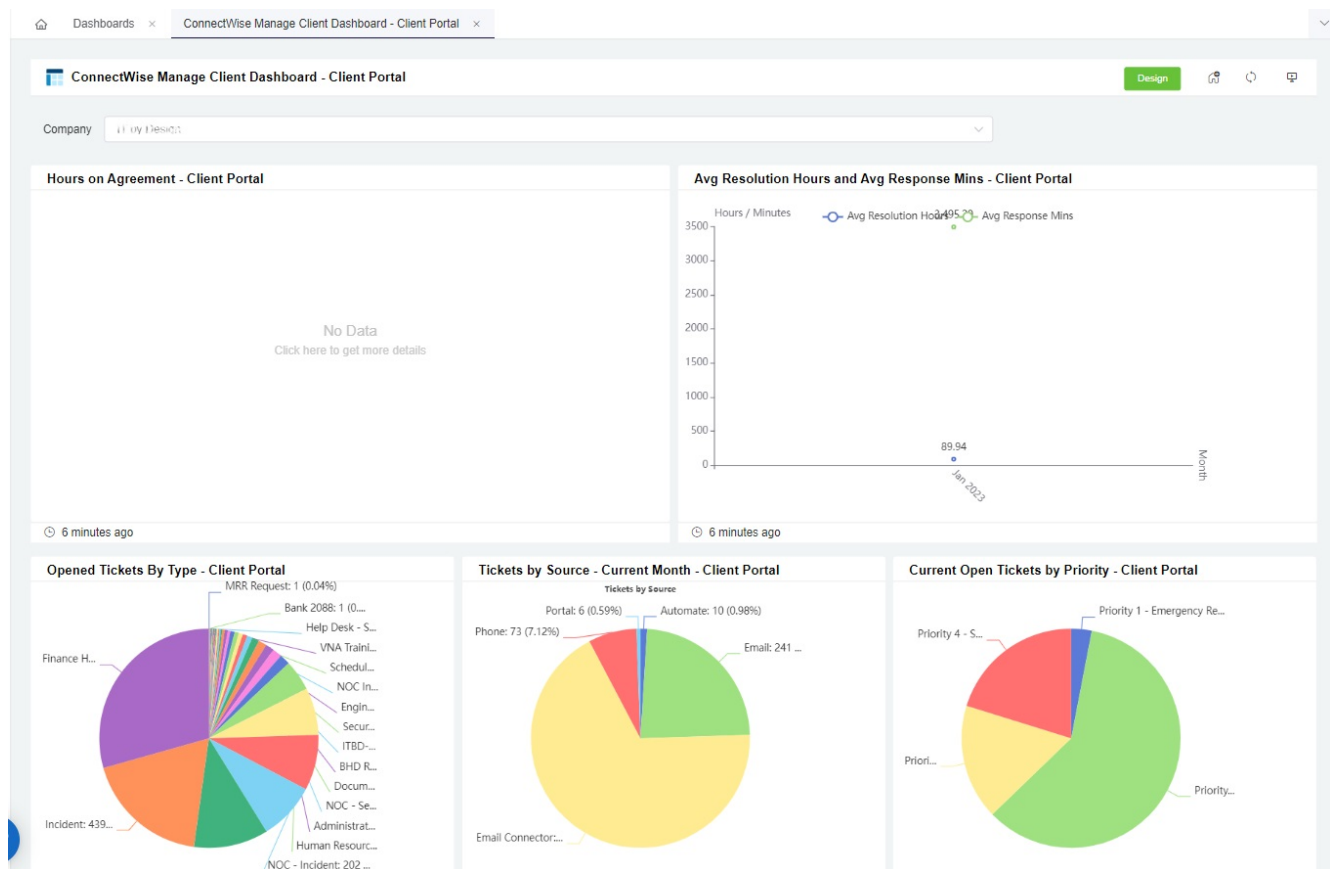 Dashboards ×
ConnectWise Manage Client Dashboard - Client Portal ×
ConnectWise Manage Client Dashboard - Client Portal
Design
Company
Hours on Agreement - Client Portal
No Data
Click here to get more details
6 minutes ago
Avg Resolution Hours and Avg Response Mins - Client Portal
Hours / Minutes
Avg Resolution Hours
Avg Response Mins
3500
3000
2500
2000
1500
1000
500
0
89.94
Jan 2023
Month
6 minutes ago
Opened Tickets By Type - Client Portal
MRR Request: 1 (0.04%)
Bank 2088: 1 (0....
Help Desk - S...
VNA Traini...
Schedul...
NOC In...
Engin...
Secur...
ITBD-...
BHD R...
Docum...
NOC - Se...
Administrat...
Human Resourc...
NOC - Incident: 202 ...
Finance H...
Incident: 439...
Tickets by Source - Current Month - Client Portal
Tickets by Source
Portal: 6 (0.59%)
Automate: 10 (0.98%)
Phone: 73 (7.12%)
Email: 241 ...
Email Connector:...
Current Open Tickets by Priority - Client Portal
Priority 1 - Emergency Re...
Priority 4 - S...
Priori...
Priority...